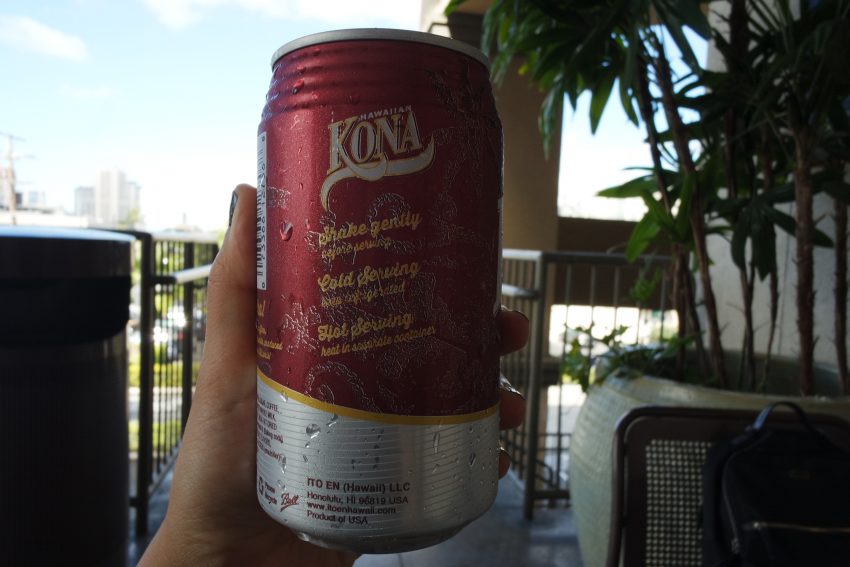 HAWAIIAN
KONA
Shake gently
before serving
Cold Serving
keep refrigerated
Hot Serving
heat in separate container
ITO EN (Hawaii) LLC
Honolulu, HI 96819 USA
www.itoenhawaii.com
Product of USA
Ball